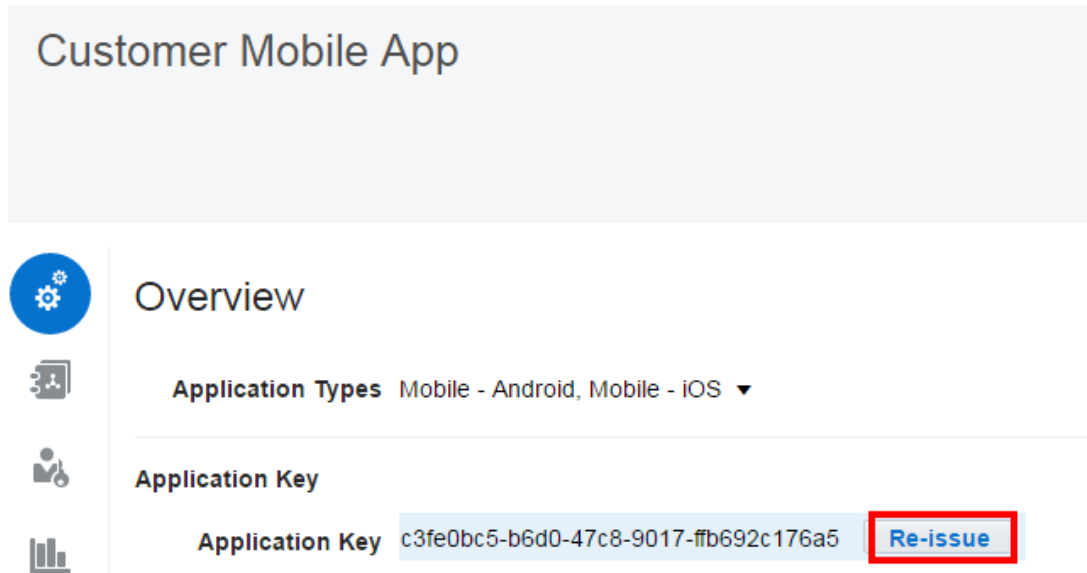 Customer Mobile App
Overview
Application Types Mobile - Android, Mobile - iOS
Application Key
Application Key c3fe0bc5-b6d0-47c8-9017-ffb692c176a5 Re-issue